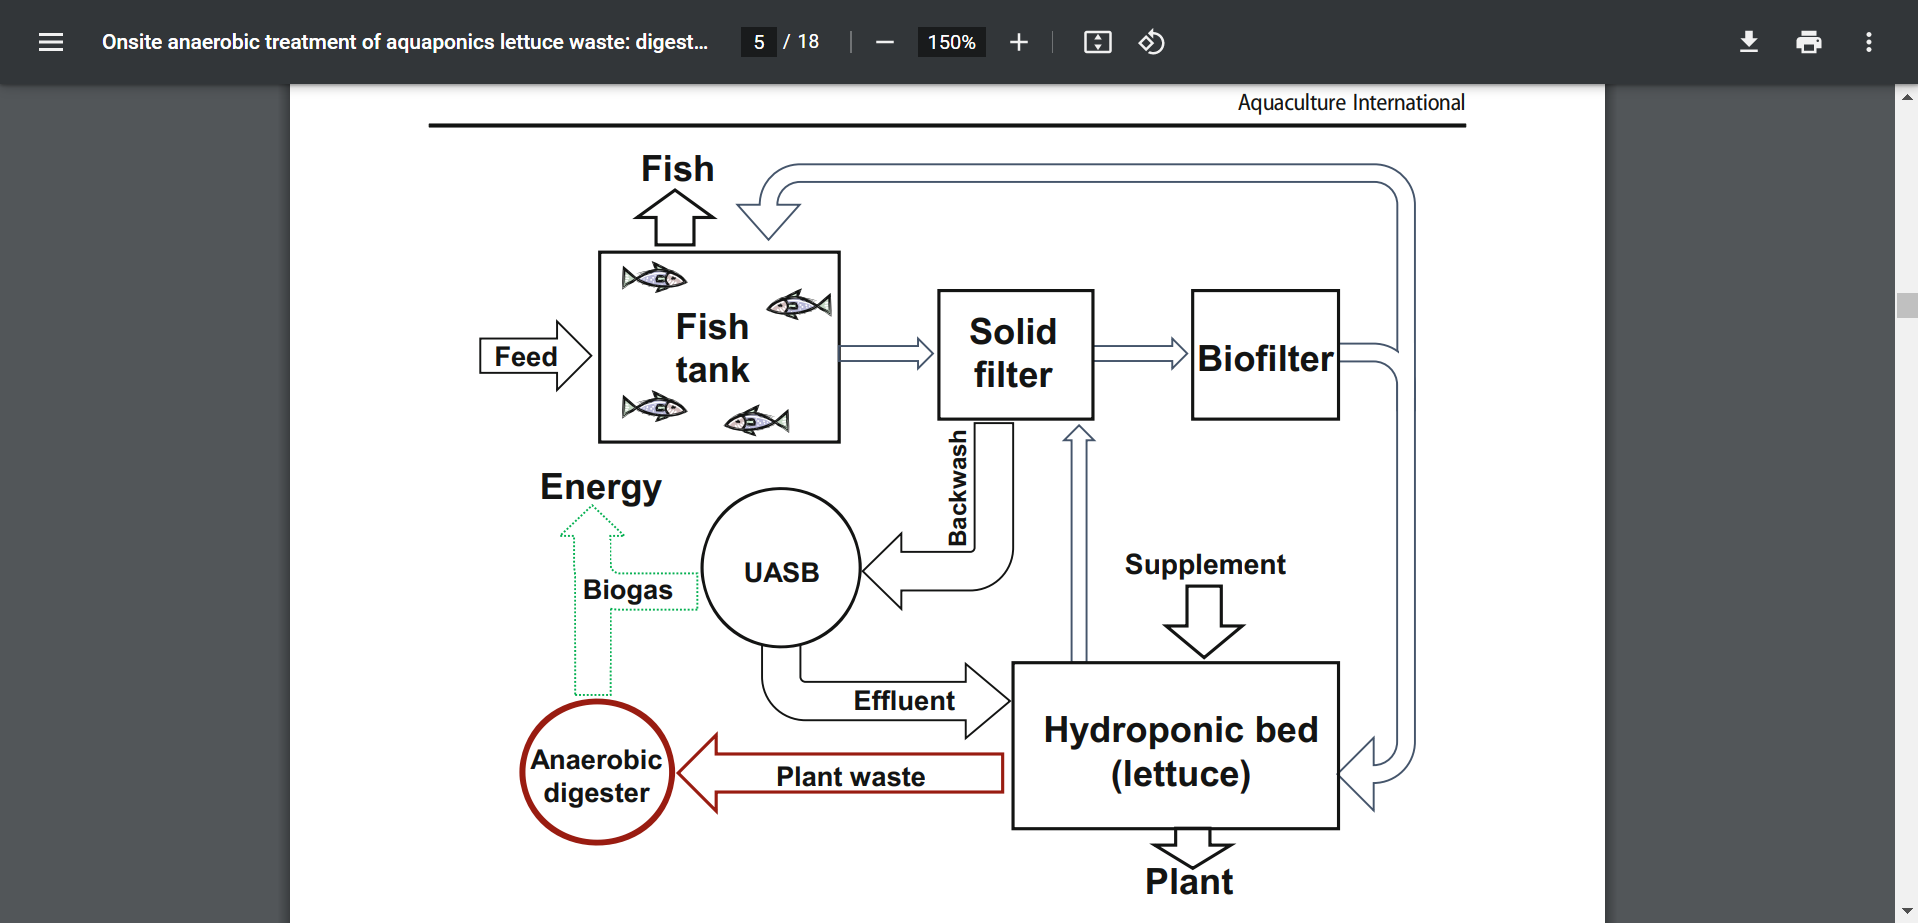 Onsite anaerobic treatment of aquaponics lettuce waste: digest...
5 / 18
150%
Aquaculture International
Fish
Feed
Fish
tank
Solid
filter
Biofilter
Backwash
Energy
Biogas
UASB
Supplement
Effluent
Hydroponic bed
(lettuce)
Anaerobic
digester
Plant waste
Plant